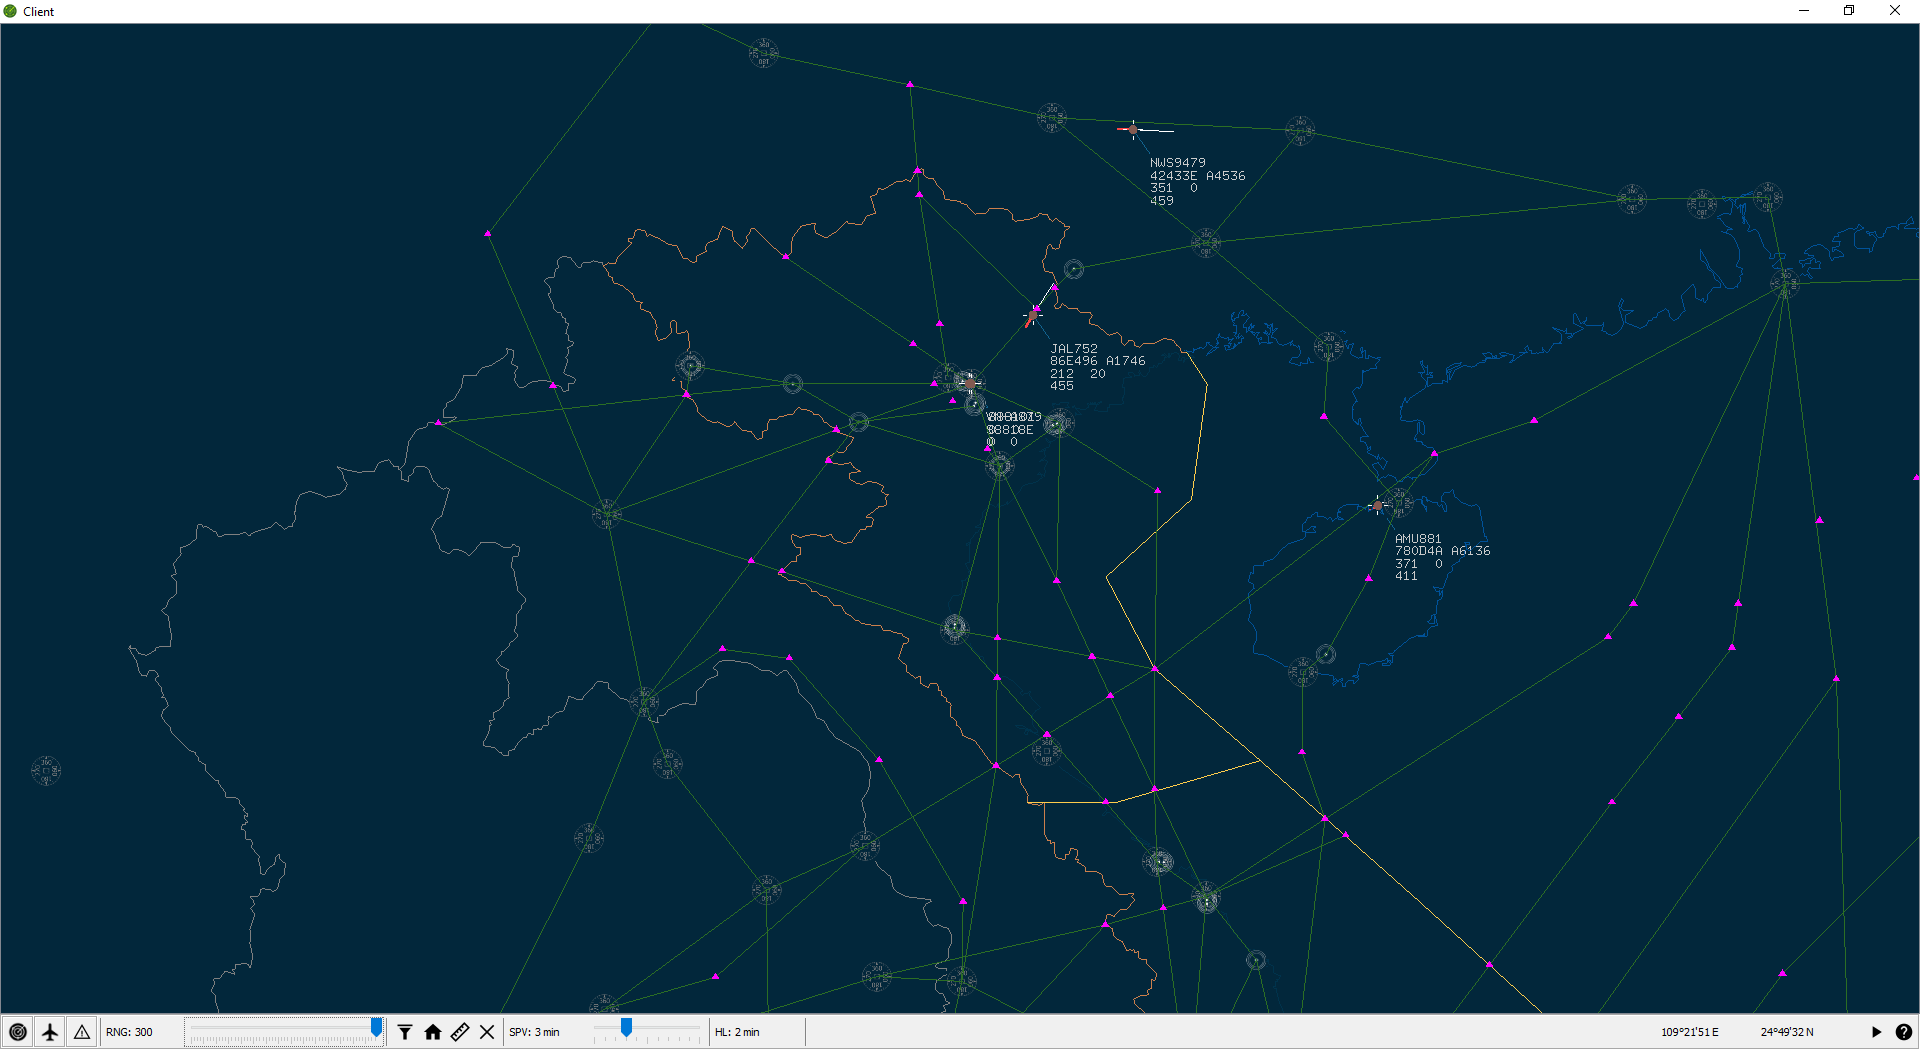 Client
NWS9479
42433E A4536
351 0
459
JAL752
86E496 A1746
212 20
455
AMU881
780D4A A6136
371 0
411
RNG: 300
SPV: 3 min
HL: 2 min
109°21'51 E
24°49'32 N